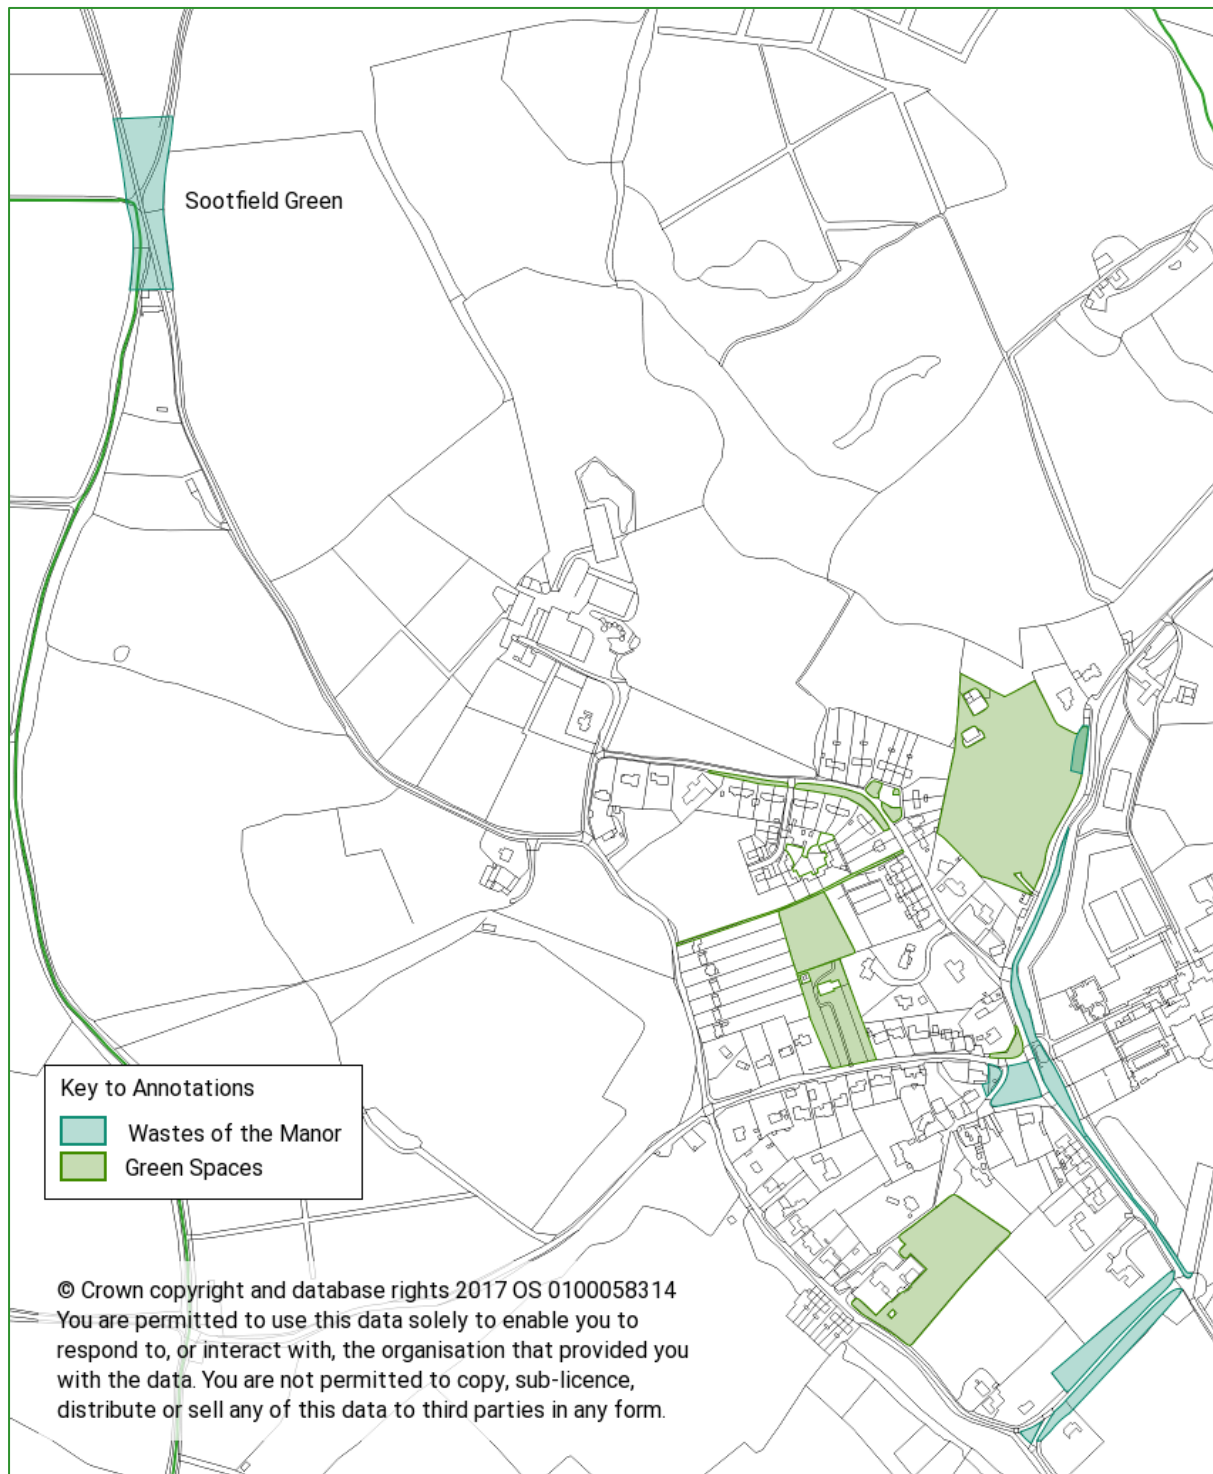 Sootfield Green
Key to Annotations
Wastes of the Manor
Green Spaces
© Crown copyright and database rights 2017 OS 0100058314
You are permitted to use this data solely to enable you to
respond to, or interact with, the organisation that provided you
with the data. You are not permitted to copy, sub-licence,
distribute or sell any of this data to third parties in any form.